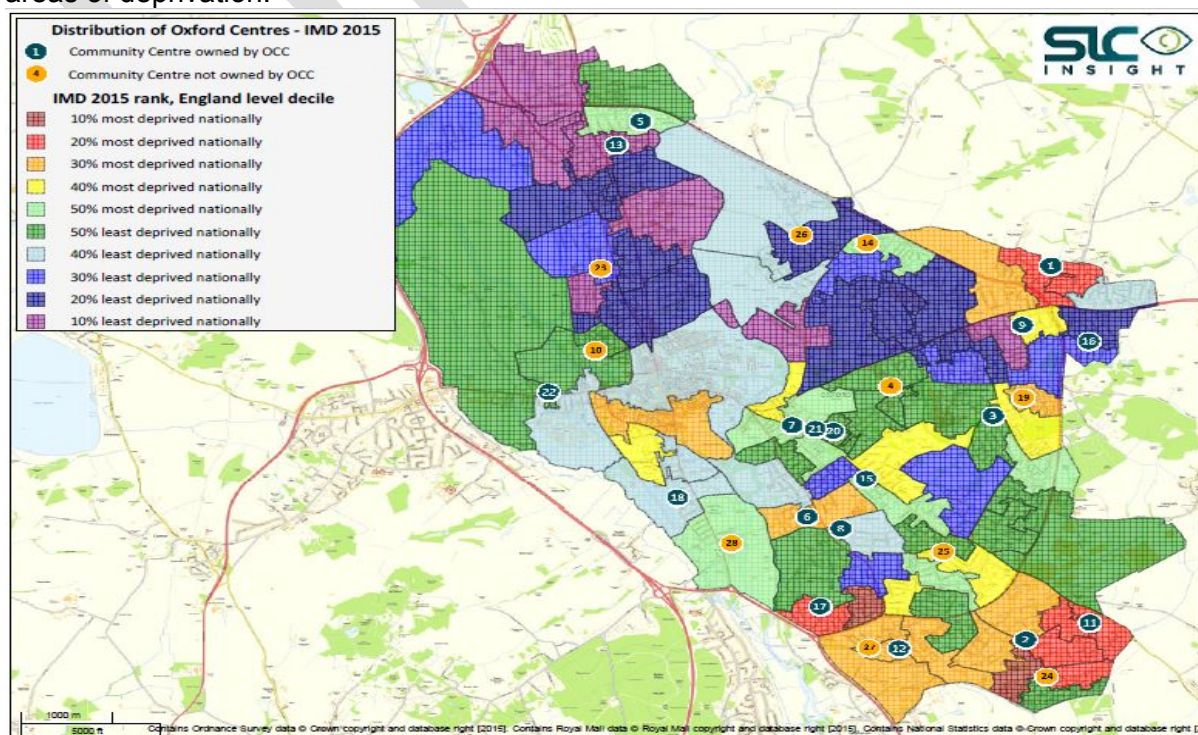 areas of deprivation.
Distribution of Oxford Centres - IMD 2015
1 Community Centre owned by OCC
4 Community Centre not owned by OCC
IMD 2015 rank, England level decile
10% most deprived nationally
20% most deprived nationally
30% most deprived nationally
40% most deprived nationally
50% most deprived nationally
50% least deprived nationally
40% least deprived nationally
30% least deprived nationally
20% least deprived nationally
10% least deprived nationally
SLC
INSIGHT
5
13
26
14
1
23
9
16
10
22
4
19
3
7
21
20
15
18
6
8
28
25
17
11
2
27
12
24
1000 m
5000 ft
Contains Ordnance Survey data © Crown copyright and database right [2015]. Contains Royal Mail data © Royal Mail copyright and database right [2015]. Contains National Statistics data © Crown copyright and database right [